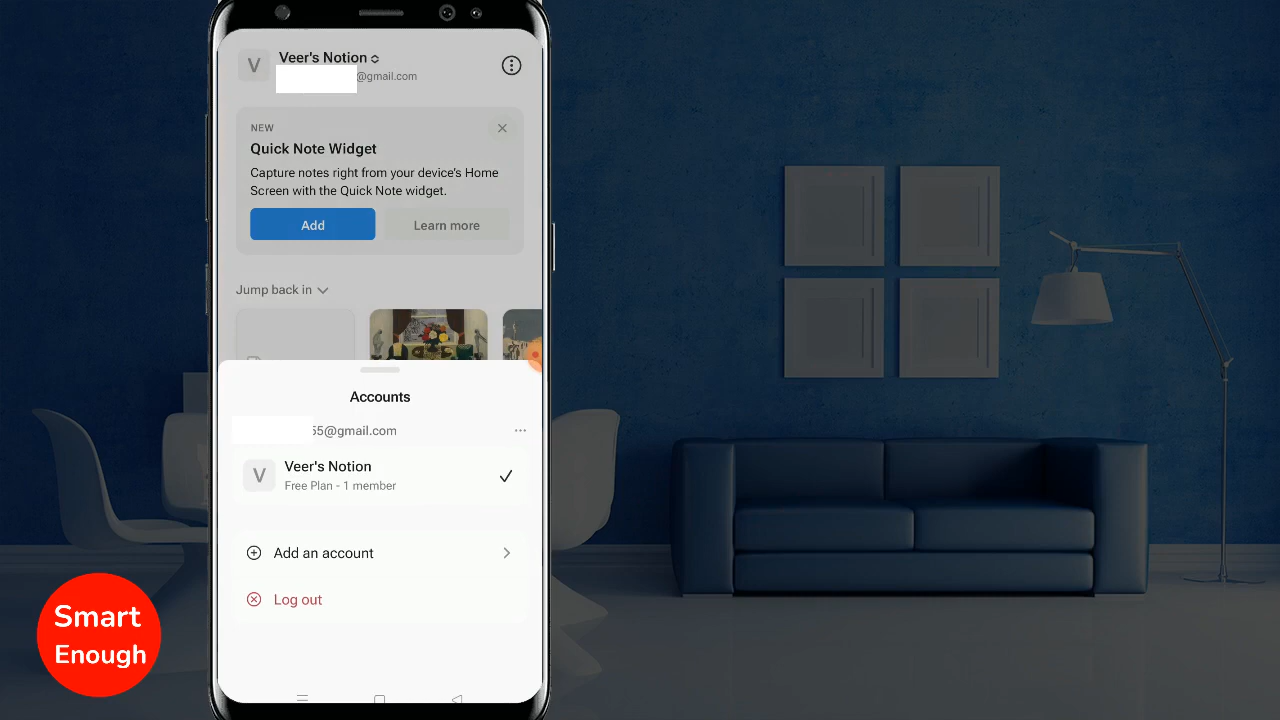 V
Veer's Notion
@gmail.com
NEW
Quick Note Widget
Capture notes right from your device's Home
Screen with the Quick Note widget.
Add
Learn more
Jump back in
Accounts
55@gmail.com
V
Veer's Notion
Free Plan - 1 member
Add an account
Log out
Smart
Enough